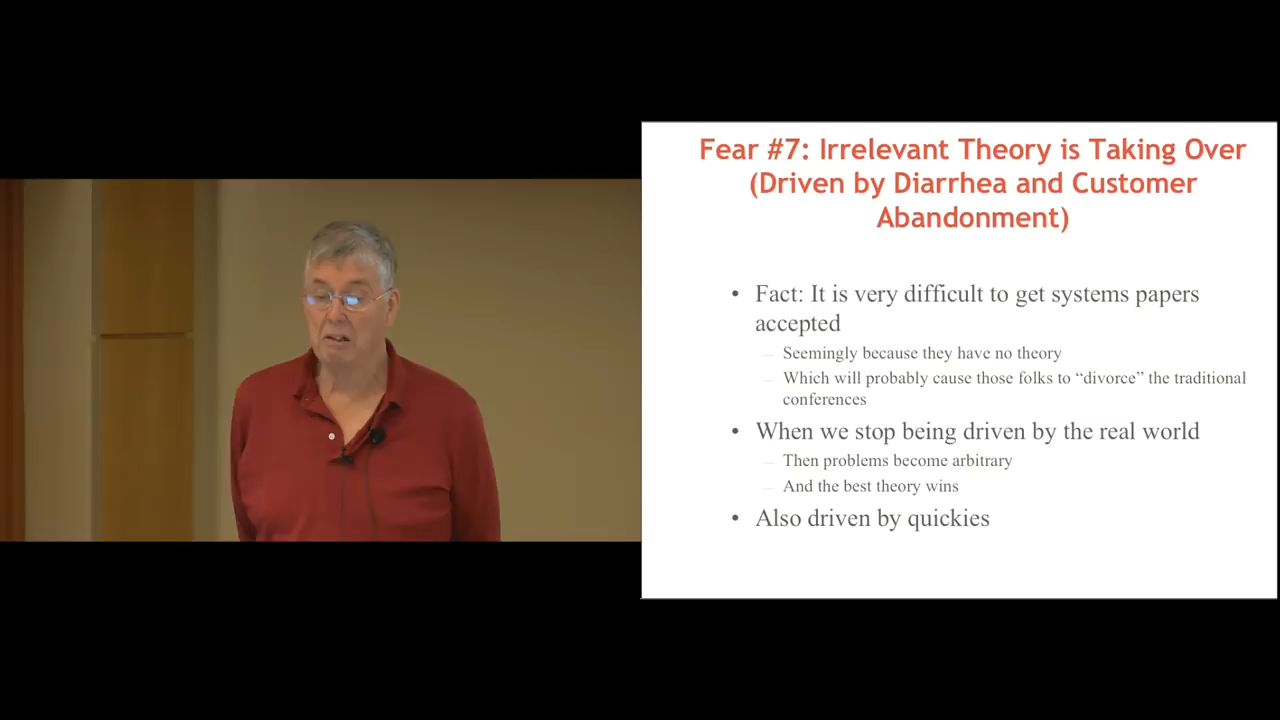 Fear #7: Irrelevant Theory is Taking Over
(Driven by Diarrhea and Customer
Abandonment)
• Fact: It is very difficult to get systems papers
accepted
– Seemingly because they have no theory
– Which will probably cause those folks to “divorce” the traditional
conferences
• When we stop being driven by the real world
– Then problems become arbitrary
– And the best theory wins
• Also driven by quickies